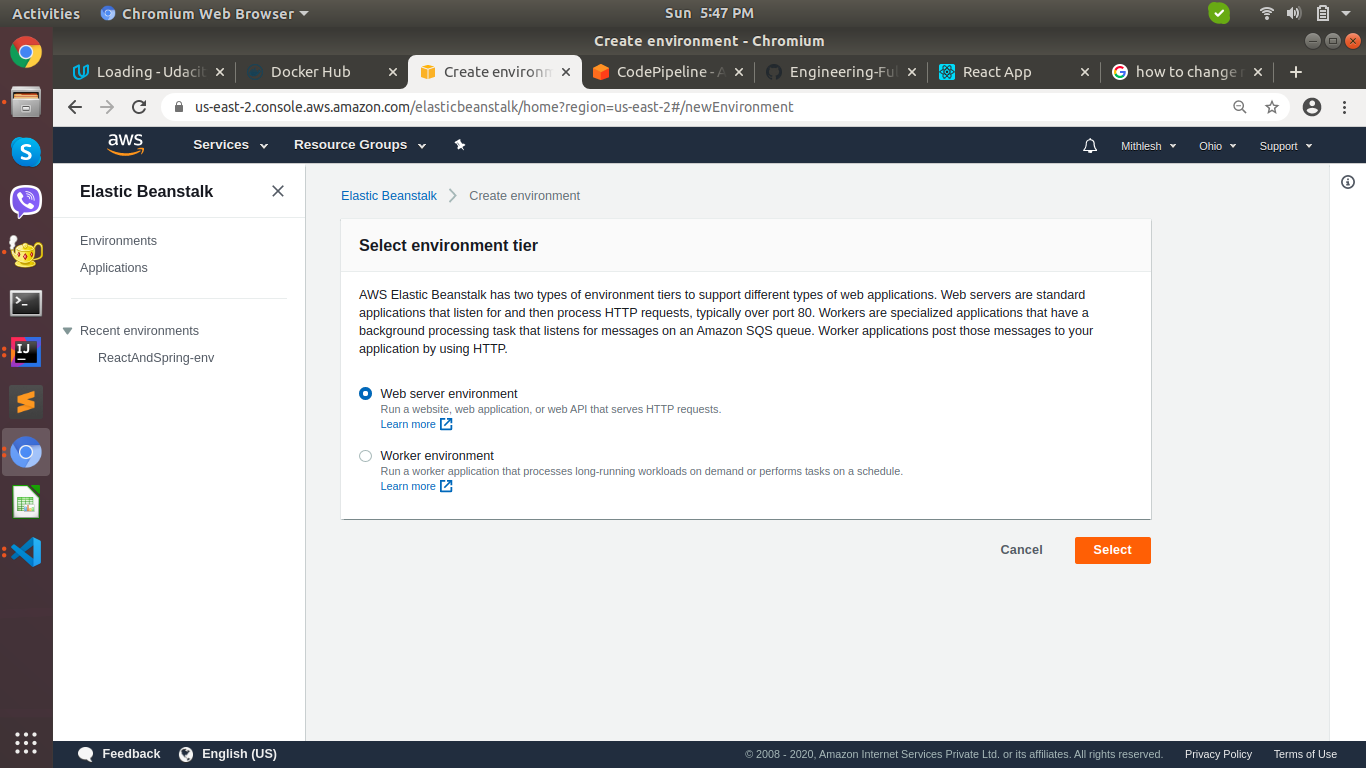 Activities
Chromium Web Browser
Sun 5:47 PM
Create environment - Chromium
Loading - Udacit
Docker Hub
Create environm
CodePipeline - A
Engineering-Ful
React App
how to change
us-east-2.console.aws.amazon.com/elasticbeanstalk/home?region=us-east-2#/newEnvironment
aws
Services
Resource Groups
Mithlesh
Ohio
Support
Elastic Beanstalk
Environments
Applications
Recent environments
ReactAndSpring-env
Elastic Beanstalk
Create environment
Select environment tier
AWS Elastic Beanstalk has two types of environment tiers to support different types of web applications. Web servers are standard
applications that listen for and then process HTTP requests, typically over port 80. Workers are specialized applications that have a
background processing task that listens for messages on an Amazon SQS queue. Worker applications post those messages to your
application by using HTTP.
Web server environment
Run a website, web application, or web API that serves HTTP requests.
Learn more
Worker environment
Run a worker application that processes long-running workloads on demand or performs tasks on a schedule.
Learn more
Cancel
Select
Feedback
English (US)
© 2008 - 2020, Amazon Internet Services Private Ltd. or its affiliates. All rights reserved.
Privacy Policy
Terms of Use